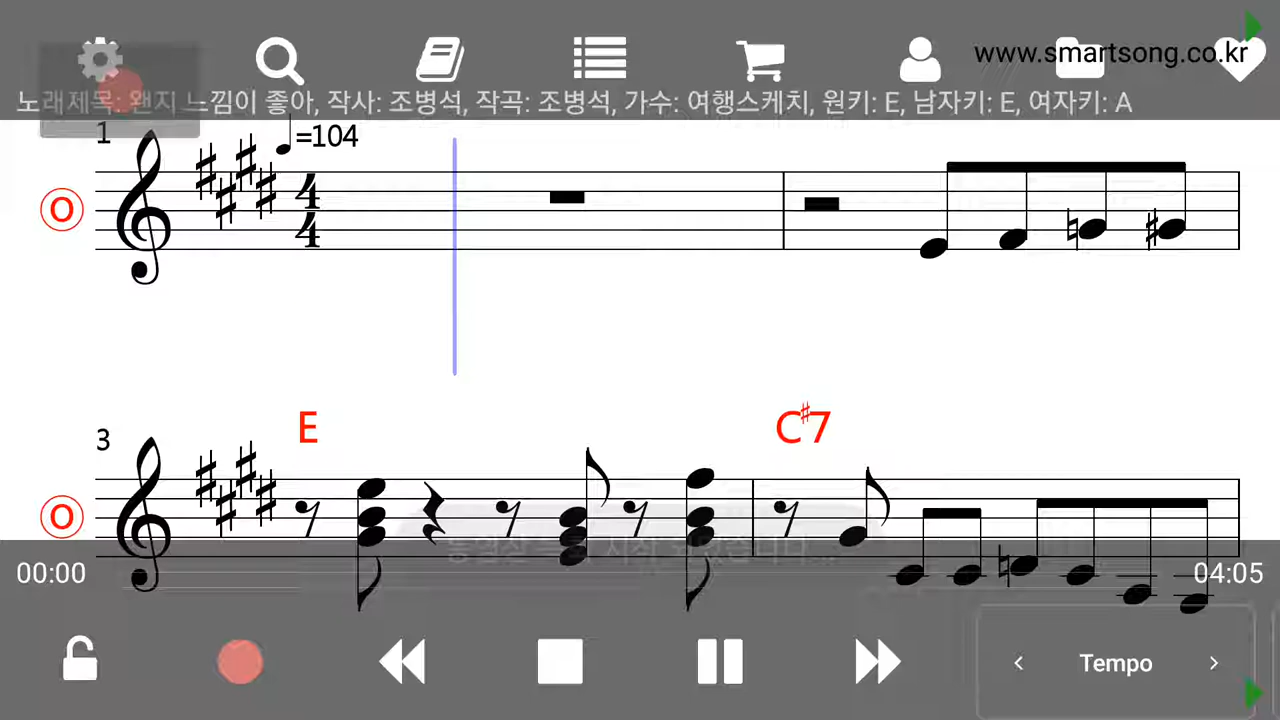 www.smartsong.co.kr
노래제목: 왠지 느낌이 좋아, 작사: 조병석, 작곡: 조병석, 가수: 여행스케치, 원키: E, 남자키: E, 여자키: A
1
♩=104
O
4
4
E
C♯7
3
O
00:00
04:05
< Tempo >